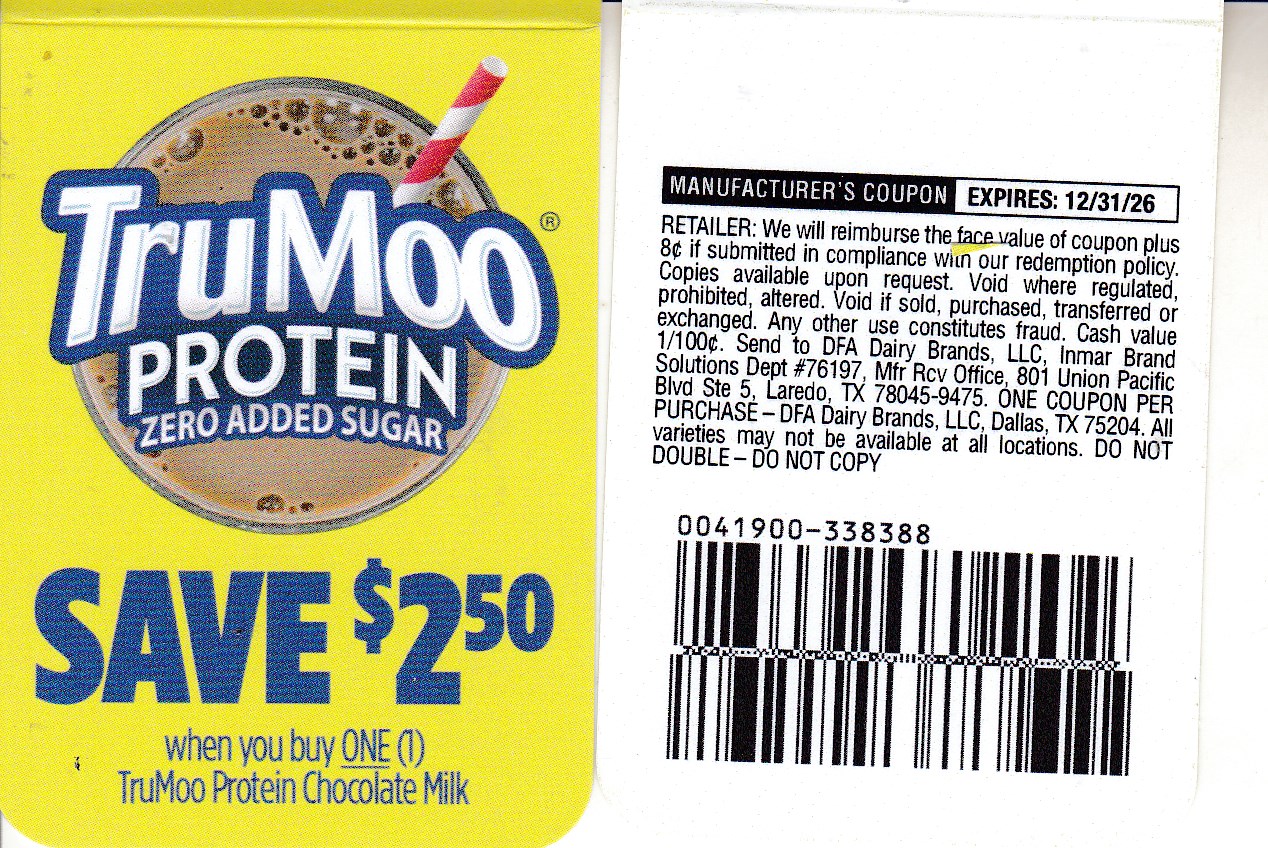 TruMoo®
PROTEIN
ZERO ADDED SUGAR
SAVE $2.50
when you buy ONE (1)
TruMoo Protein Chocolate Milk
MANUFACTURER'S COUPON EXPIRES: 12/31/26
RETAILER: We will reimburse the face value of coupon plus
8¢ if submitted in compliance with our redemption policy.
Copies available upon request. Void where regulated,
prohibited, altered. Void if sold, purchased, transferred or
exchanged. Any other use constitutes fraud. Cash value
1/100¢. Send to DFA Dairy Brands, LLC, Inmar Brand
Solutions Dept #76197, Mfr Rcv Office, 801 Union Pacific
Blvd Ste 5, Laredo, TX 78045-9475. ONE COUPON PER
PURCHASE – DFA Dairy Brands, LLC, Dallas, TX 75204. All
varieties may not be available at all locations. DO NOT
DOUBLE – DO NOT COPY
0041900-338388